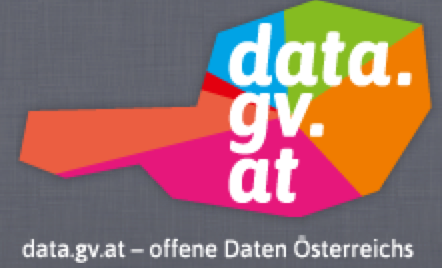 data.
gv.
at
data.gv.at – offene Daten Österreichs